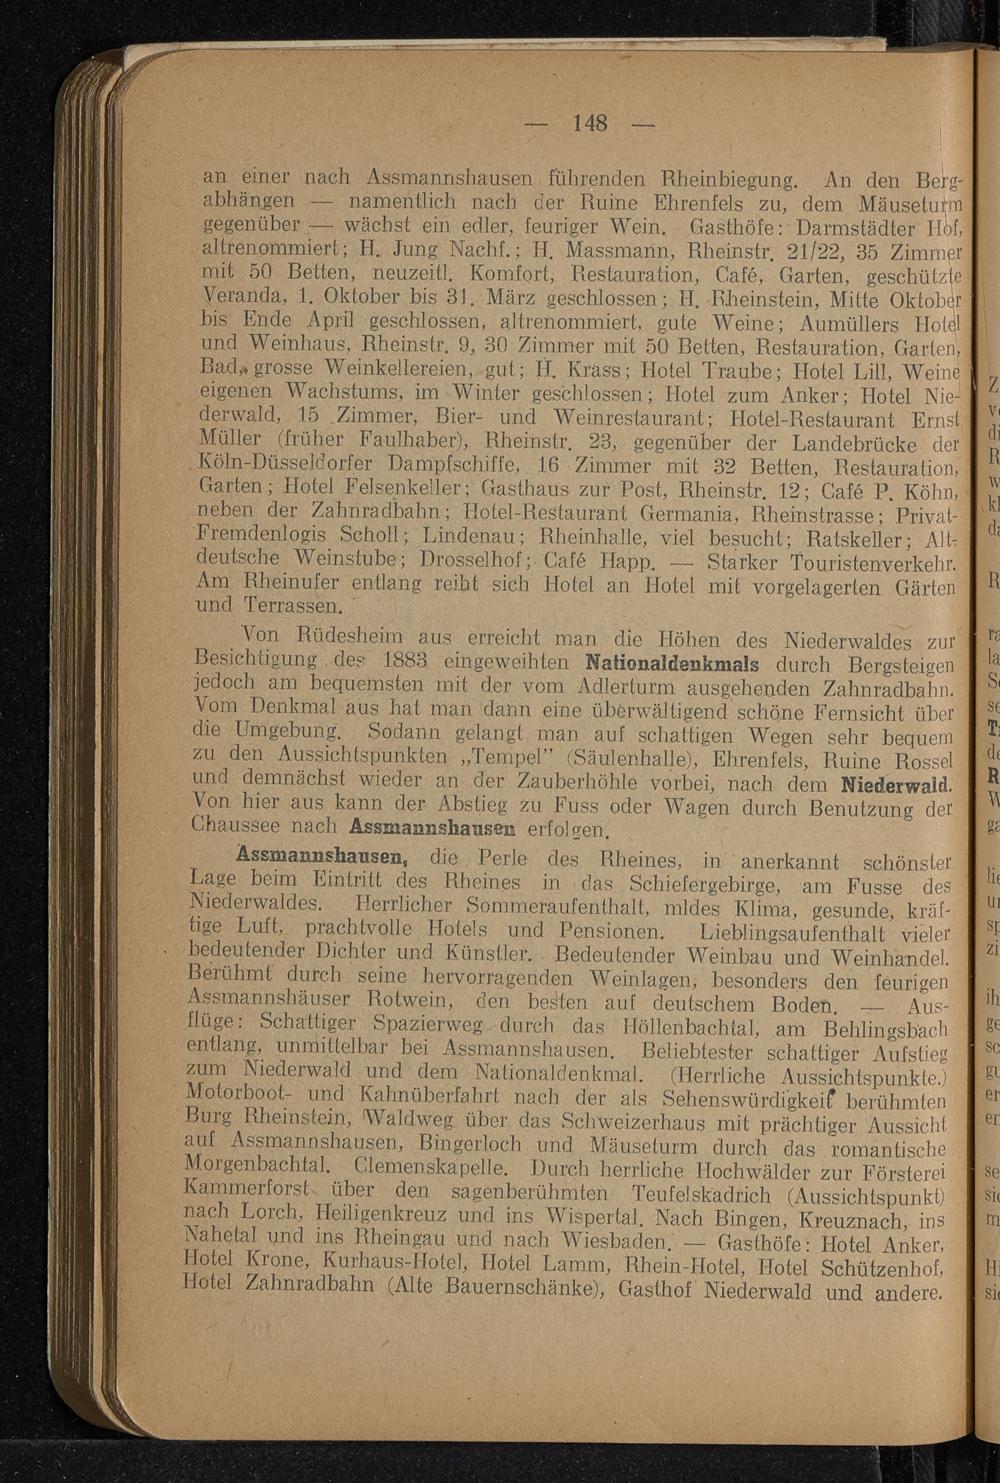 — 148 —
an einer nach Assmannshausen führenden Rheinbiegung. An den Berg-
abhängen — namentlich nach der Ruine Ehrenfels zu, dem Mäuseturm
gegenüber — wächst ein edler, feuriger Wein. Gasthöfe: Darmstädter Hof,
altrenommiert; H. Jung Nachf.; H. Massmann, Rheinstr. 21/22, 35 Zimmer
mit 50 Betten, neuzeitl. Komfort, Restauration, Café, Garten, geschützte
Veranda, 1. Oktober bis 31. März geschlossen; H. Rheinstein, Mitte Oktober
bis Ende April geschlossen, altrenommiert, gute Weine; Aumüllers Hotel
und Weinhaus, Rheinstr. 9, 30 Zimmer mit 50 Betten, Restauration, Garten,
Bad, grosse Weinkellereien, gut; H. Krass; Hotel Traube; Hotel Lill, Weine
eigenen Wachstums, im Winter geschlossen; Hotel zum Anker; Hotel Nie-
derwald, 15 Zimmer, Bier- und Weinrestaurant; Hotel-Restaurant Ernst
Müller (früher Faulhaber), Rheinstr. 23, gegenüber der Landebrücke der
Köln-Düsseldorfer Dampfschiffe, 16 Zimmer mit 32 Betten, Restauration,
Garten; Hotel Felsenkeller; Gasthaus zur Post, Rheinstr. 12; Café P. Köhn,
neben der Zahnradbahn; Hotel-Restaurant Germania, Rheinstrasse; Privat-
Fremdenlogis Scholl; Lindenau; Rheinhalle, viel besucht; Ratskeller; Alt-
deutsche Weinstube; Drosselhof; Café Happ. — Starker Touristenverkehr.
Am Rheinufer entlang reiht sich Hotel an Hotel mit vorgelagerten Gärten
und Terrassen.
Von Rüdesheim aus erreicht man die Höhen des Niederwaldes zur
Besichtigung des 1883 eingeweihten Nationaldenkmals durch Bergsteigen
jedoch am bequemsten mit der vom Adlerturm ausgehenden Zahnradbahn.
Vom Denkmal aus hat man dann eine überwältigend schöne Fernsicht über
die Umgebung. Sodann gelangt man auf schattigen Wegen sehr bequem
zu den Aussichtspunkten „Tempel" (Säulenhalle), Ehrenfels, Ruine Rossel
und demnächst wieder an der Zauberhöhle vorbei, nach dem Niederwald.
Von hier aus kann der Abstieg zu Fuss oder Wagen durch Benutzung der
Chaussee nach Assmannshausen erfolgen.
Assmannshausen, die Perle des Rheines, in anerkannt schönster
Lage beim Eintritt des Rheines in das Schiefergebirge, am Fusse des
Niederwaldes. Herrlicher Sommeraufenthalt, mldes Klima, gesunde, kräf-
tige Luft, prachtvolle Hotels und Pensionen. Lieblingsaufenthalt vieler
bedeutender Dichter und Künstler. Bedeutender Weinbau und Weinhandel.
Berühmt durch seine hervorragenden Weinlagen, besonders den feurigen
Assmannshäuser Rotwein, den besten auf deutschem Boden. — Aus-
flüge: Schattiger Spazierweg durch das Höllenbachtal, am Behlingsbach
entlang, unmittelbar bei Assmannshausen. Beliebtester schattiger Aufstieg
zum Niederwald und dem Nationaldenkmal. (Herrliche Aussichtspunkte.)
Motorboot- und Kahnüberfahrt nach der als Sehenswürdigkeit berühmten
Burg Rheinstein, Waldweg über das Schweizerhaus mit prächtiger Aussicht
auf Assmannshausen, Bingerloch und Mäuseturm durch das romantische
Morgenbachtal. Clemenskapelle. Durch herrliche Hochwälder zur Försterei
Kammerforst über den sagenberühmten Teufelskadrich (Aussichtspunkt)
nach Lorch, Heiligenkreuz und ins Wispertal. Nach Bingen, Kreuznach, ins
Nahetal und ins Rheingau und nach Wiesbaden. — Gasthöfe: Hotel Anker,
Hotel Krone, Kurhaus-Hotel, Hotel Lamm, Rhein-Hotel, Hotel Schützenhof,
Hotel Zahnradbahn (Alte Bauernschänke), Gasthof Niederwald und andere.